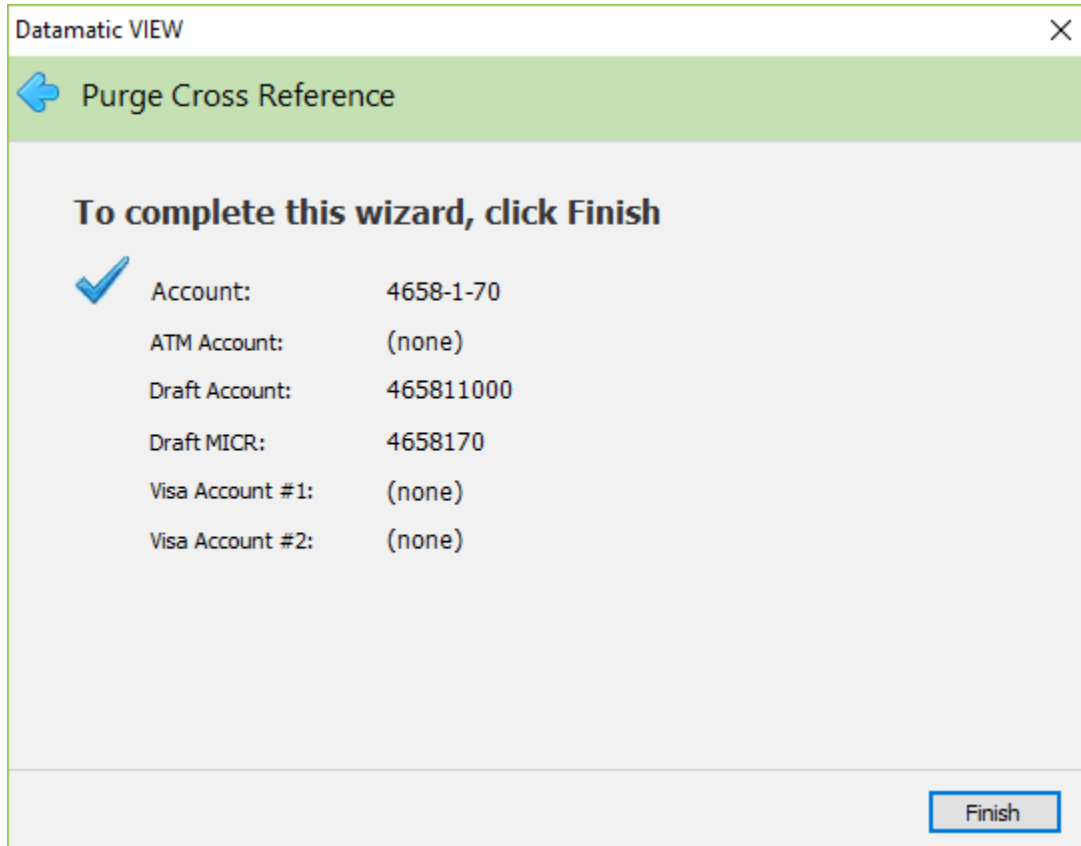 Datamatic VIEW
Purge Cross Reference
To complete this wizard, click Finish
Account: 4658-1-70
ATM Account: (none)
Draft Account: 465811000
Draft MICR: 4658170
Visa Account #1: (none)
Visa Account #2: (none)
Finish